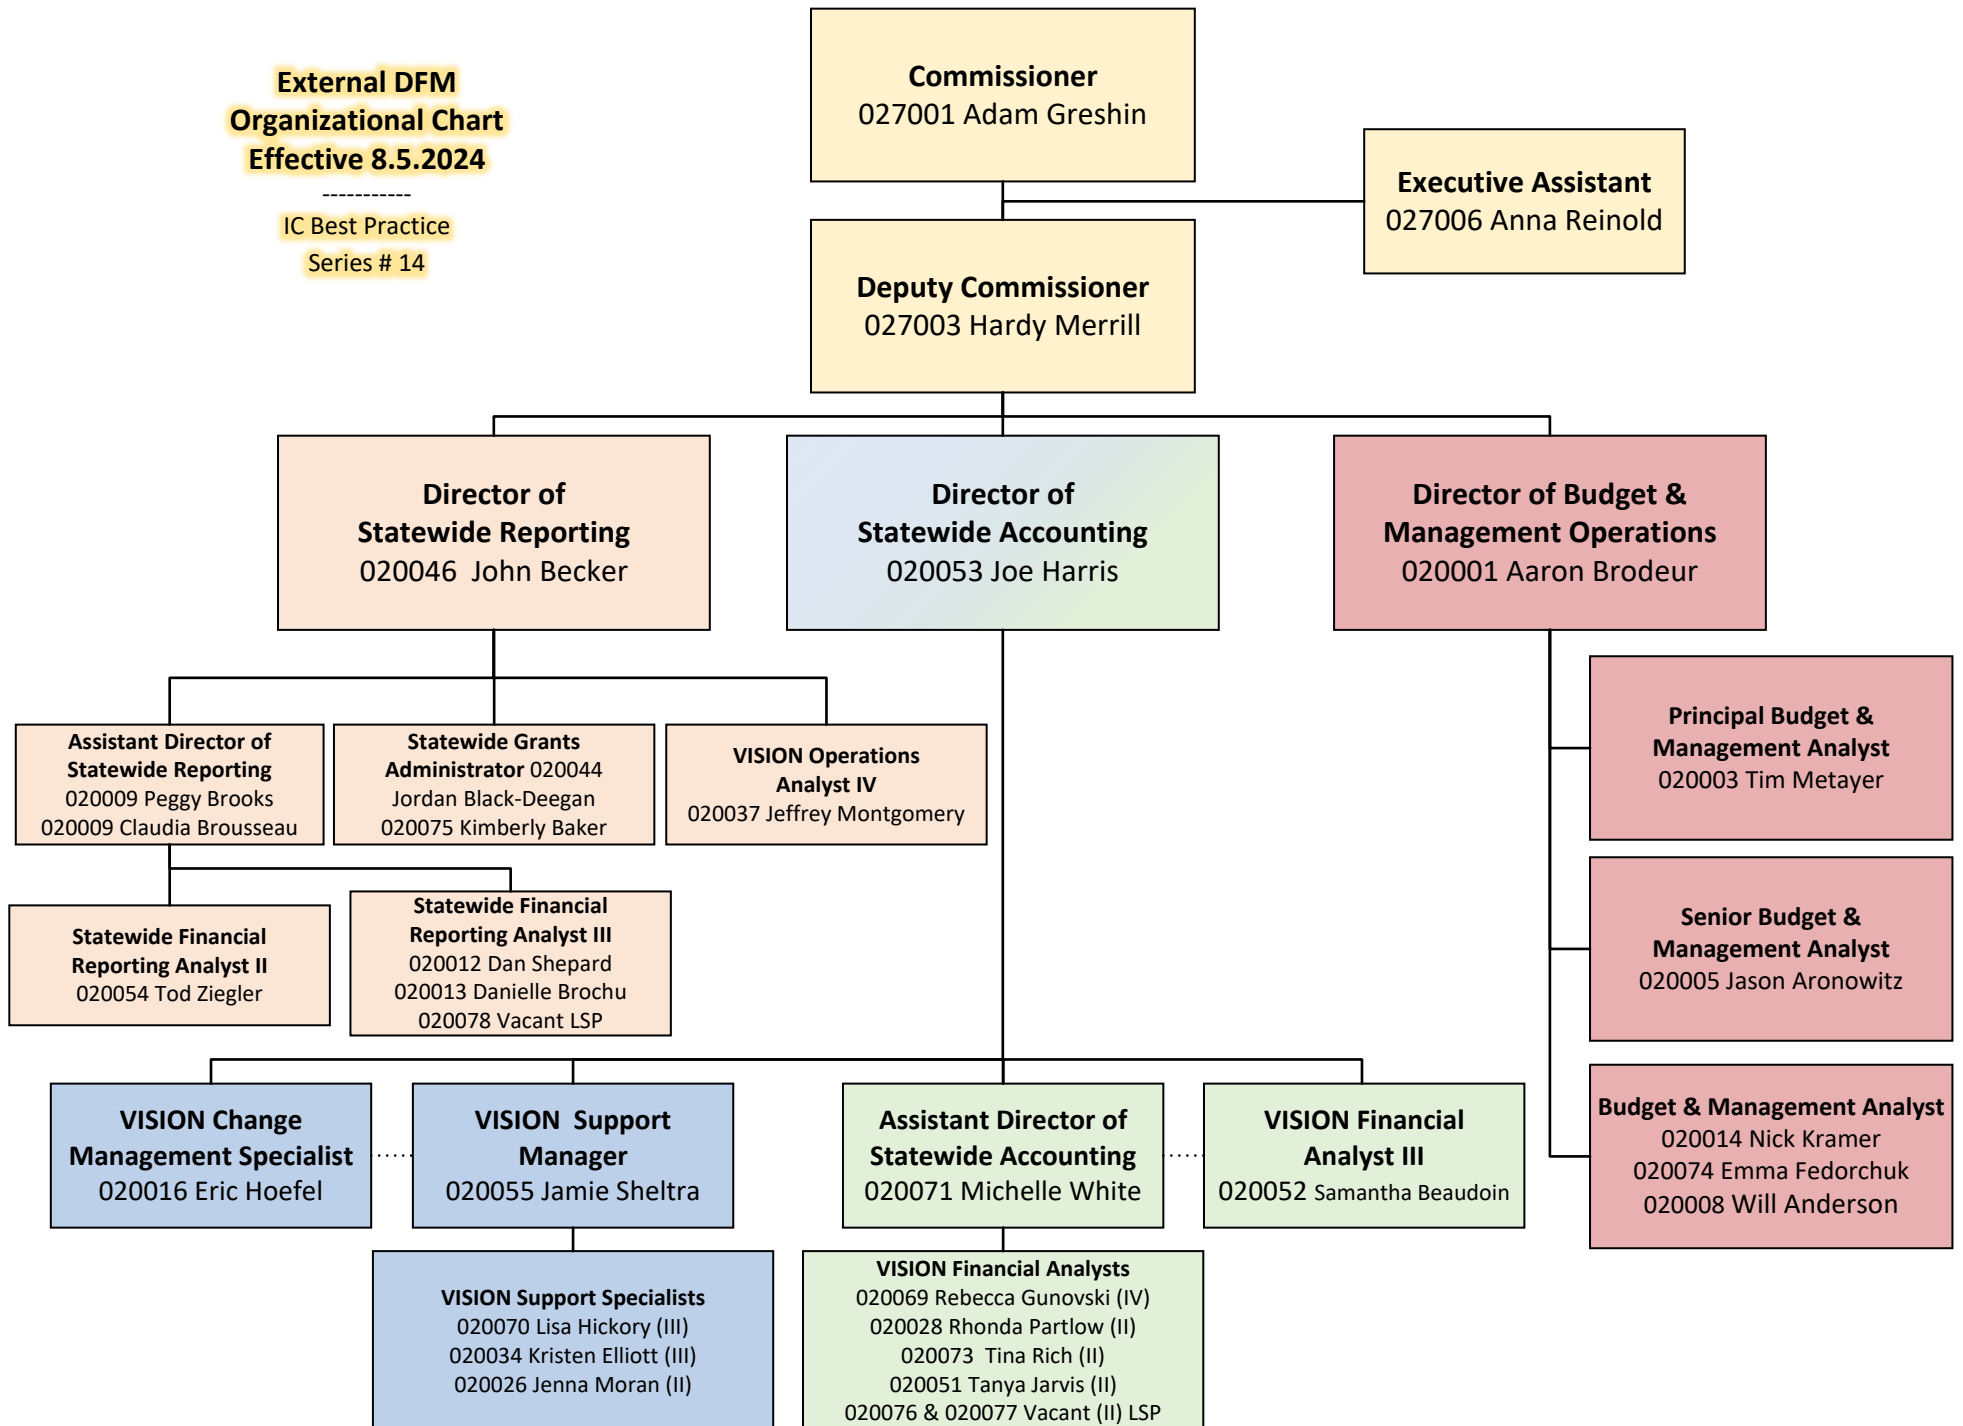 External DFM
Organizational Chart
Effective 8.5.2024
-----------
IC Best Practice
Series # 14
Commissioner
027001 Adam Greshin
Executive Assistant
027006 Anna Reinold
Deputy Commissioner
027003 Hardy Merrill
Director of
Statewide Reporting
020046  John Becker
Director of
Statewide Accounting
020053 Joe Harris
Director of Budget &
Management Operations
020001 Aaron Brodeur
Assistant Director of
Statewide Reporting
020009 Peggy Brooks
020009 Claudia Brousseau
Statewide Grants
Administrator 020044
Jordan Black-Deegan
020075 Kimberly Baker
VISION Operations
Analyst IV
020037 Jeffrey Montgomery
Principal Budget &
Management Analyst
020003 Tim Metayer
Statewide Financial
Reporting Analyst II
020054 Tod Ziegler
Statewide Financial
Reporting Analyst III
020012 Dan Shepard
020013 Danielle Brochu
020078 Vacant LSP
Senior Budget &
Management Analyst
020005 Jason Aronowitz
VISION Change
Management Specialist
020016 Eric Hoefel
VISION  Support
Manager
020055 Jamie Sheltra
Assistant Director of
Statewide Accounting
020071 Michelle White
VISION Financial
Analyst III
020052 Samantha Beaudoin
Budget & Management Analyst
020014 Nick Kramer
020074 Emma Fedorchuk
020008 Will Anderson
VISION Support Specialists
020070 Lisa Hickory (III)
020034 Kristen Elliott (III)
020026 Jenna Moran (II)
VISION Financial Analysts
020069 Rebecca Gunovski (IV)
020028 Rhonda Partlow (II)
020073  Tina Rich (II)
020051 Tanya Jarvis (II)
020076 & 020077 Vacant (II) LSP